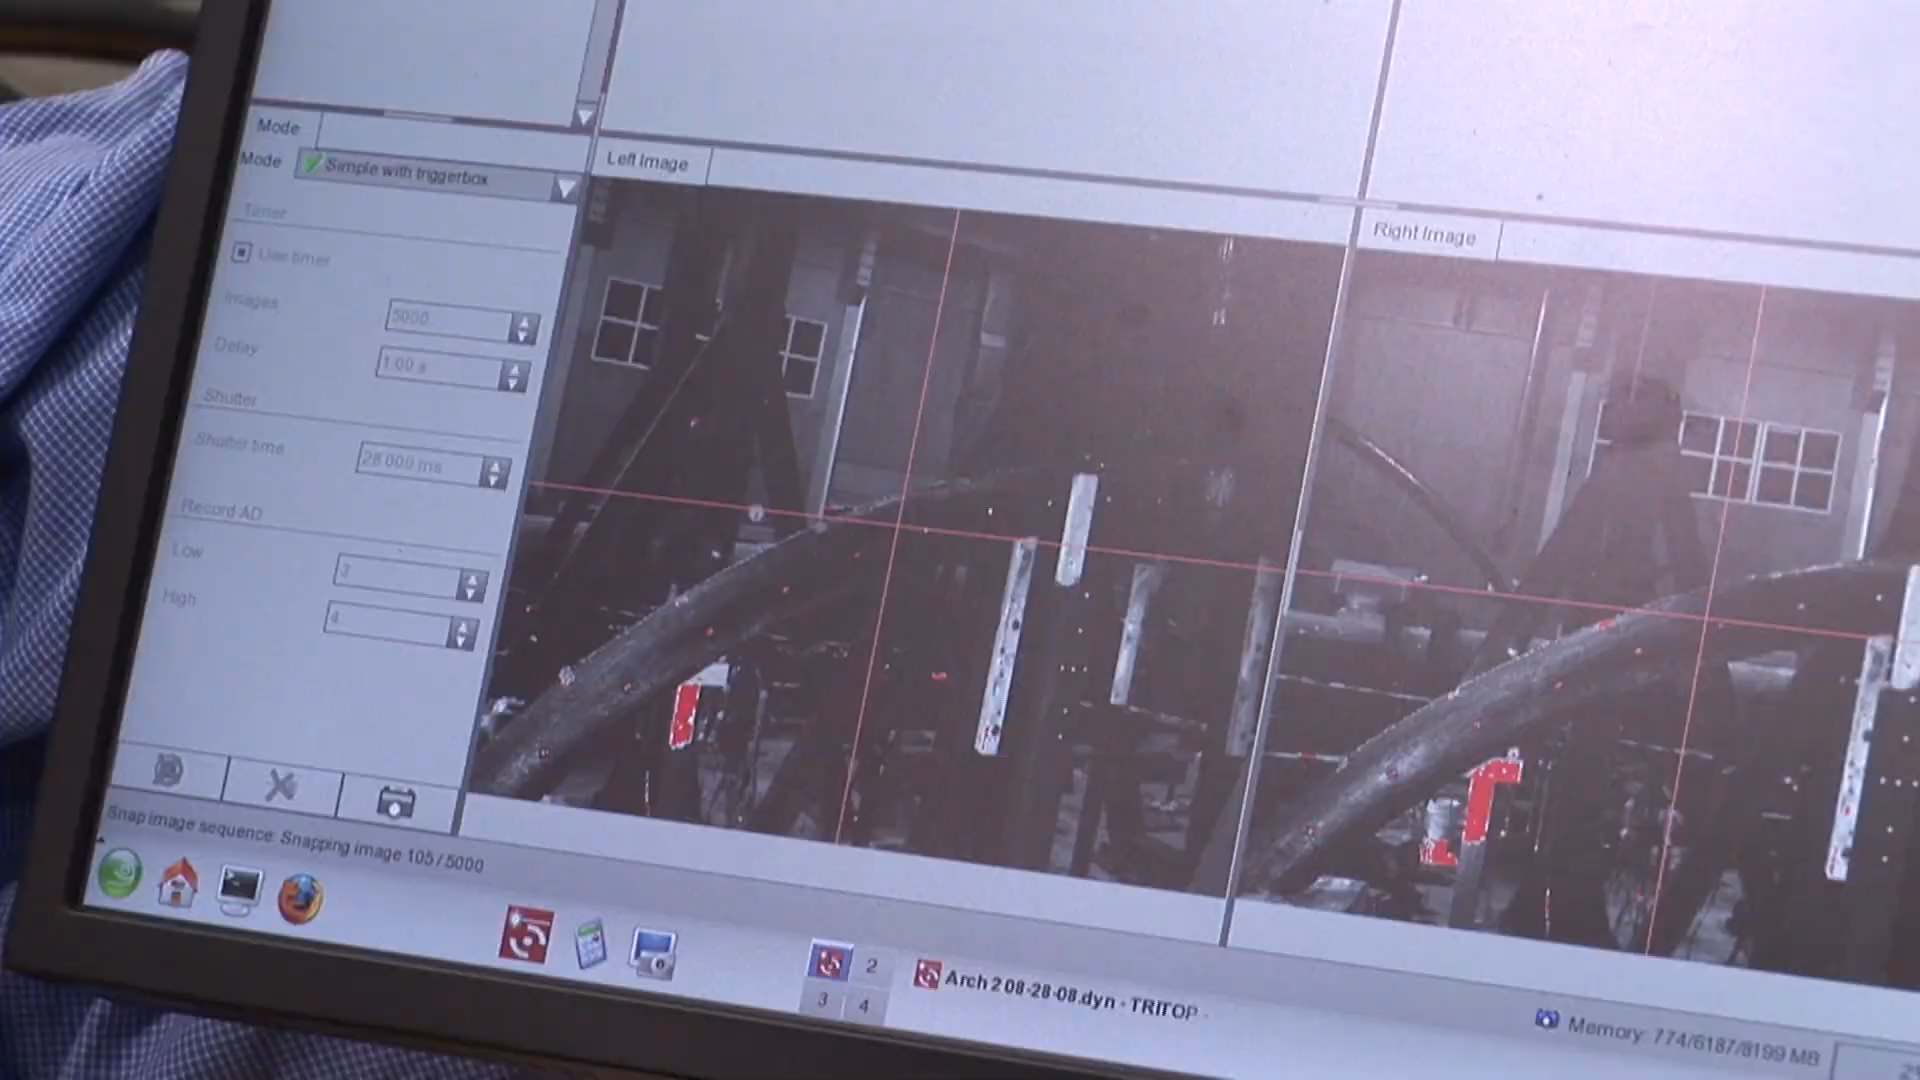 Mode
Mode Simple with triggerbox
Left Image
Right Image
Timer
Use timer
Images 5000
Delay 1.00 s
Shutter
Shutter time 28.000 ms
Record AD
Low 3
High 4
Snap image sequence: Snapping image 105 / 5000
2
3 4
Arch 2 08-28-08.dyn - TRITOP -
Memory: 774/6187/8199 MB